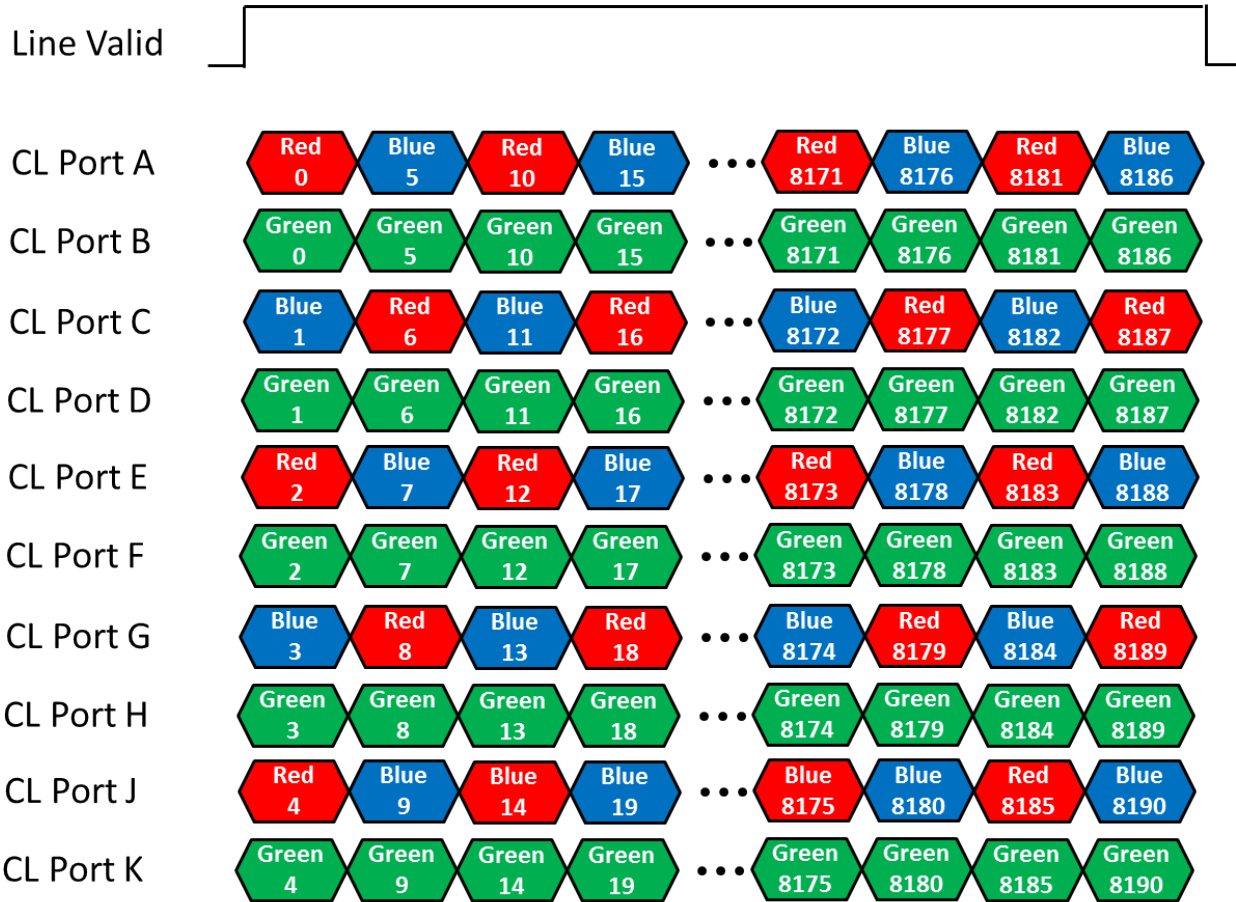 Line Valid
CL Port A
Red 0 Blue 5 Red 10 Blue 15 ... Red 8171 Blue 8176 Red 8181 Blue 8186
CL Port B
Green 0 Green 5 Green 10 Green 15 ... Green 8171 Green 8176 Green 8181 Green 8186
CL Port C
Blue 1 Red 6 Blue 11 Red 16 ... Blue 8172 Red 8177 Blue 8182 Red 8187
CL Port D
Green 1 Green 6 Green 11 Green 16 ... Green 8172 Green 8177 Green 8182 Green 8187
CL Port E
Red 2 Blue 7 Red 12 Blue 17 ... Red 8173 Blue 8178 Red 8183 Blue 8188
CL Port F
Green 2 Green 7 Green 12 Green 17 ... Green 8173 Green 8178 Green 8183 Green 8188
CL Port G
Blue 3 Red 8 Blue 13 Red 18 ... Blue 8174 Red 8179 Blue 8184 Red 8189
CL Port H
Green 3 Green 8 Green 13 Green 18 ... Green 8174 Green 8179 Green 8184 Green 8189
CL Port J
Red 4 Blue 9 Blue 14 Blue 19 ... Blue 8175 Blue 8180 Red 8185 Blue 8190
CL Port K
Green 4 Green 9 Green 14 Green 19 ... Green 8175 Green 8180 Green 8185 Green 8190